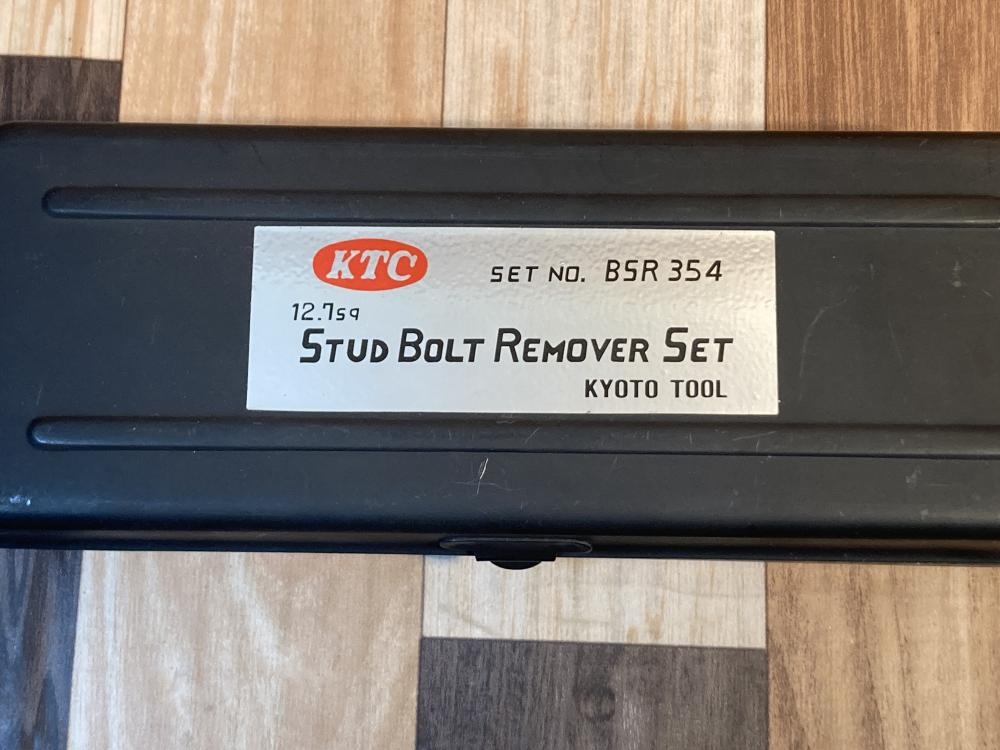 KTC
SET NO. BSR 354
12.7sq
STUD BOLT REMOVER SET
KYOTO TOOL